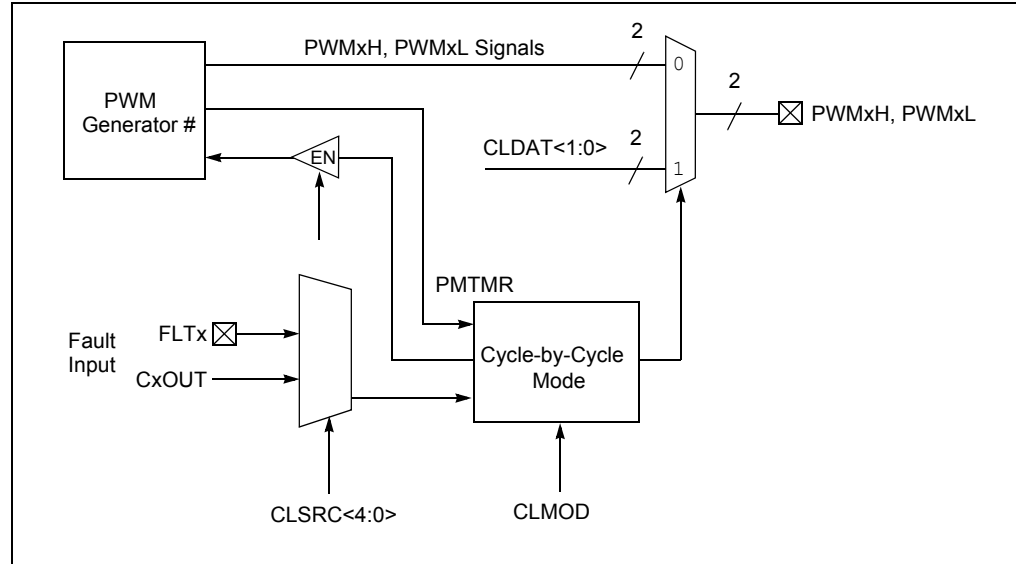 PWMxH, PWMxL Signals
2
0
PWM
Generator #
2
PWMxH, PWMxL
EN
CLDAT<1:0>
2
1
PMTMR
FLTx
Fault
Input
CxOUT
Cycle-by-Cycle
Mode
CLSRC<4:0>
CLMOD